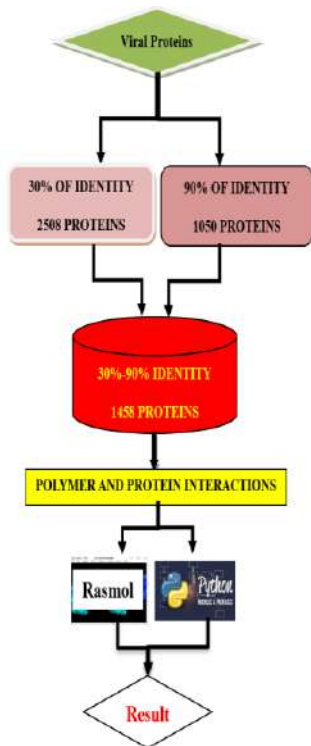 Viral Proteins
30% OF IDENTITY
2508 PROTEINS
90% OF IDENTITY
1050 PROTEINS
30%-90% IDENTITY
1458 PROTEINS
POLYMER AND PROTEIN INTERACTIONS
Rasmol
Python
Result